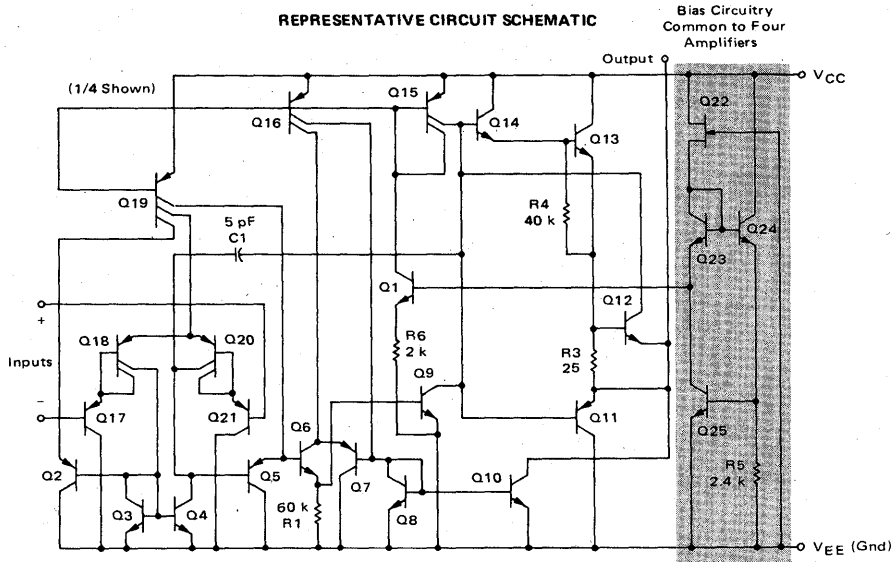 REPRESENTATIVE CIRCUIT SCHEMATIC
Bias Circuitry
Common to Four
Amplifiers
Output
VCC
(1/4 Shown)
Q15
Q16
Q14
Q13
Q22
Q19
R4
40 k
5 pF
C1
Q23
Q24
Q1
+
Q18
Q20
R6
2 k
Q12
R3
25
Inputs
Q9
–
Q17
Q21
Q11
Q25
Q6
Q2
Q5
Q7
Q10
R5
2.4 k
Q3
Q4
60 k
R1
Q8
VEE (Gnd)